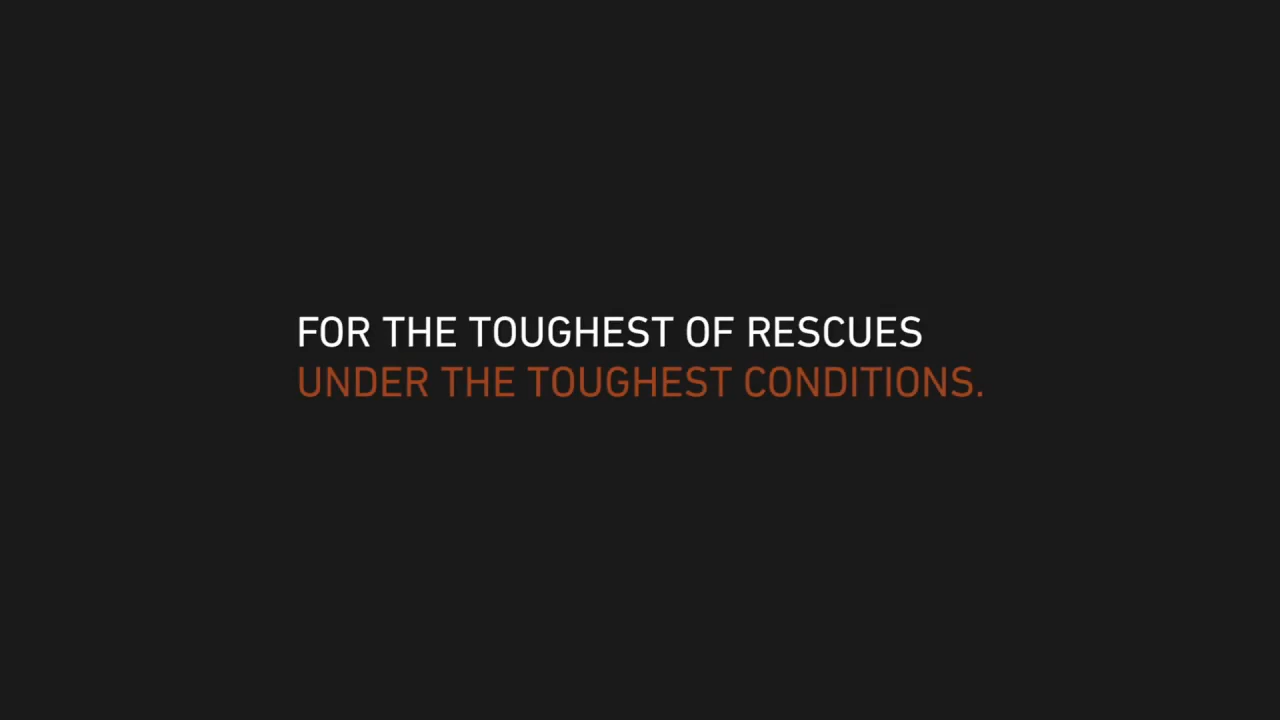 FOR THE TOUGHEST OF RESCUES
UNDER THE TOUGHEST CONDITIONS.